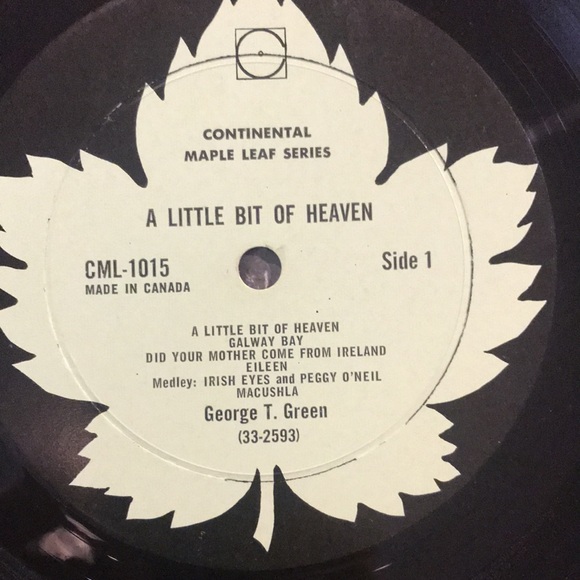 CONTINENTAL
MAPLE LEAF SERIES
A LITTLE BIT OF HEAVEN
CML-1015
MADE IN CANADA
Side 1
A LITTLE BIT OF HEAVEN
GALWAY BAY
DID YOUR MOTHER COME FROM IRELAND
EILEEN
Medley: IRISH EYES and PEGGY O'NEIL
MACUSHLA
George T. Green
(33-2593)